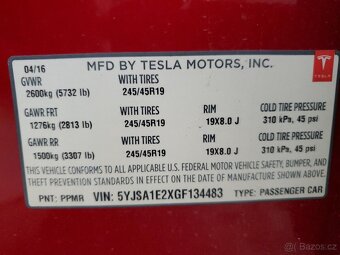 04/16 MFD BY TESLA MOTORS, INC.
GVWR WITH TIRES
2600kg (5732 lb) 245/45R19
TESLA
GAWR FRT WITH TIRES RIM COLD TIRE PRESSURE
1276kg (2813 lb) 245/45R19 19X8.0 J 310 kPa, 45 psi
GAWR RR WITH TIRES RIM COLD TIRE PRESSURE
1500kg (3307 lb) 245/45R19 19X8.0 J 310 kPa, 45 psi
THIS VEHICLE CONFORMS TO ALL APPLICABLE U.S. FEDERAL MOTOR VEHICLE SAFETY, BUMPER, AND
THEFT PREVENTION STANDARDS IN EFFECT ON THE DATE OF MANUFACTURE SHOWN ABOVE.
PNT: PPMR VIN: 5YJSA1E2XGF134483 TYPE: PASSENGER CAR
Bazoš.cz